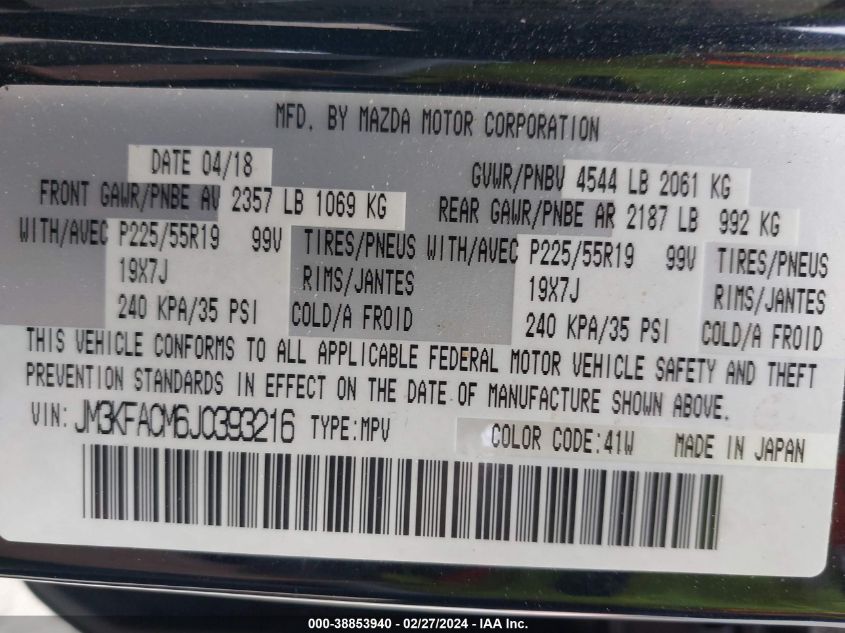 MFD. BY MAZDA MOTOR CORPORATION
DATE 04/18 GVWR/PNBV 4544 LB 2061 KG
FRONT GAWR/PNBE AV 2357 LB 1069 KG REAR GAWR/PNBE AR 2187 LB 992 KG
WITH/AVEC P225/55R19 99V TIRES/PNEUS WITH/AVEC P225/55R19 99V TIRES/PNEUS
19X7J RIMS/JANTES 19X7J RIMS/JANTES
240 KPA/35 PSI COLD/A FROID 240 KPA/35 PSI COLD/A FROID
THIS VEHICLE CONFORMS TO ALL APPLICABLE FEDERAL MOTOR VEHICLE SAFETY AND THEFT
PREVENTION STANDARDS IN EFFECT ON THE DATE OF MANUFACTURE SHOWN ABOVE.
VIN: JM3KFACM6J0393216 TYPE:MPV COLOR CODE:41W MADE IN JAPAN
000-38853940 - 02/27/2024 - IAA, Inc.